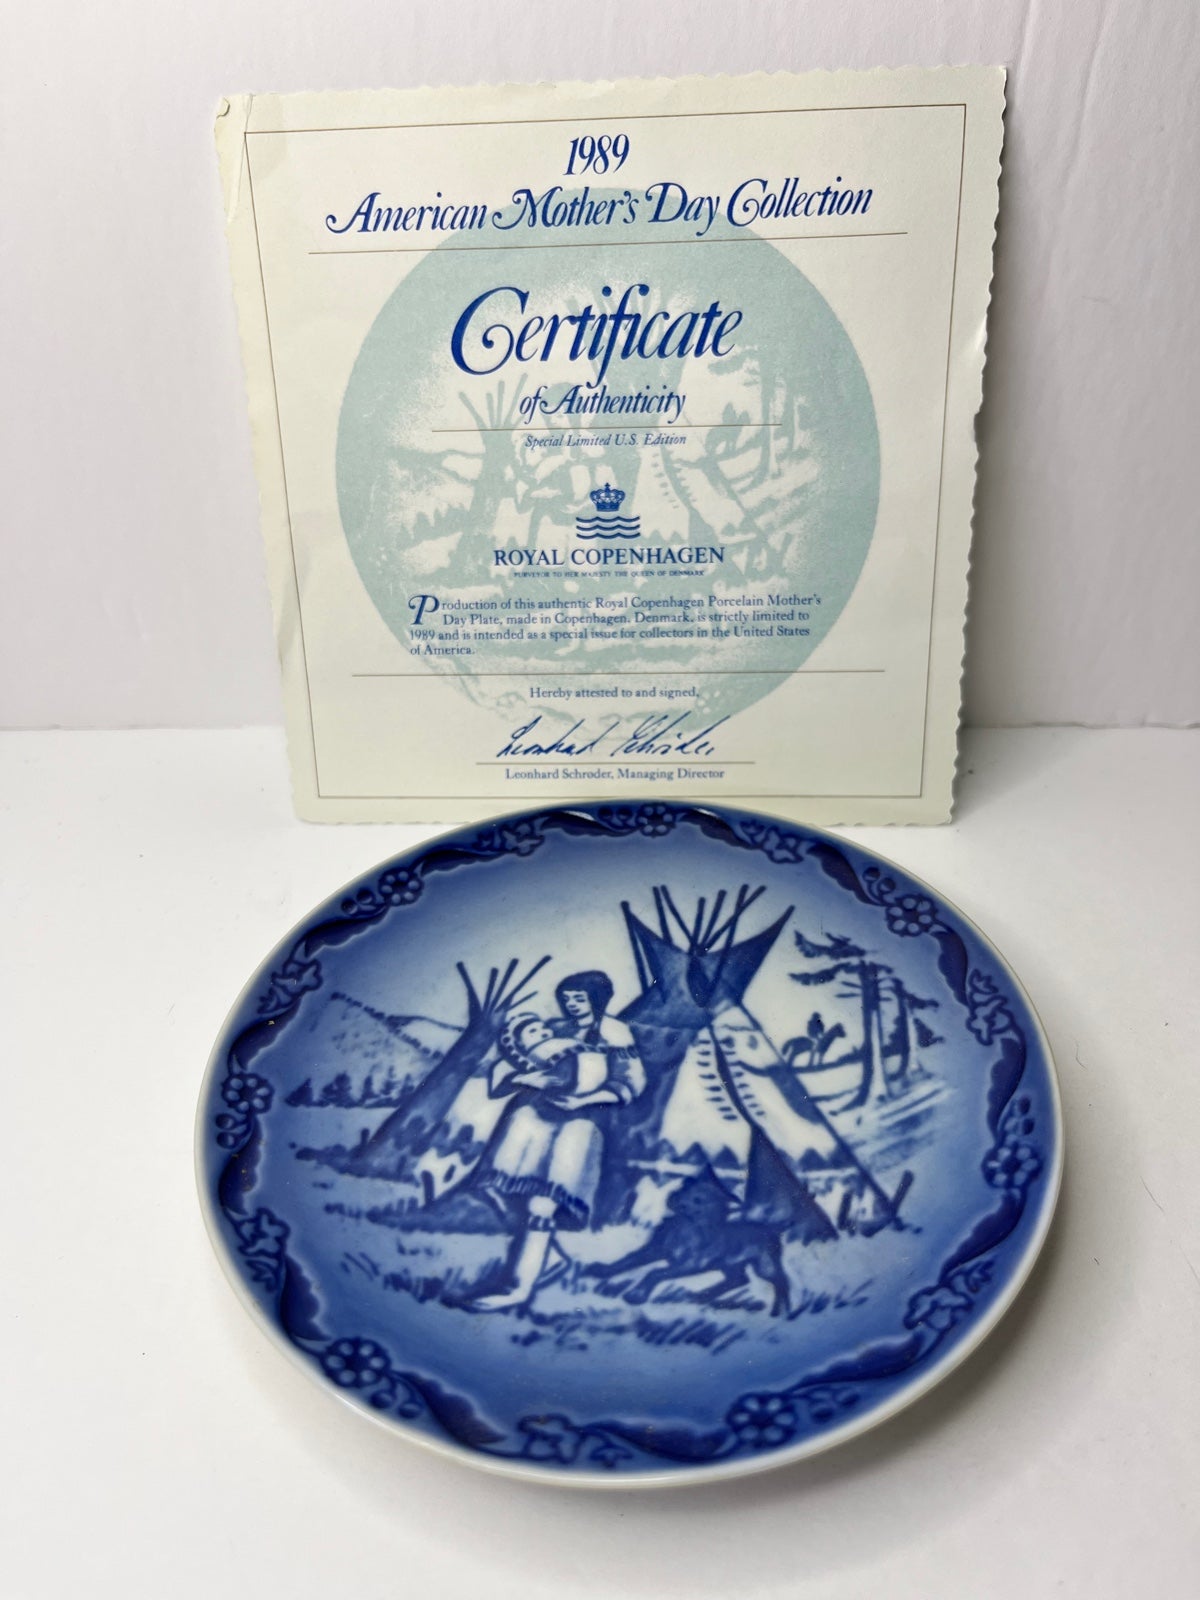 1989
American Mother's Day Collection
Certificate
of Authenticity
Special Limited U.S. Edition
ROYAL COPENHAGEN
PURVEYOR TO HER MAJESTY THE QUEEN OF DENMARK
Production of this authentic Royal Copenhagen Porcelain Mother's
Day Plate, made in Copenhagen, Denmark, is strictly limited to
1989 and is intended as a special issue for collectors in the United States
of America.
Hereby attested to and signed,
Leonhard Schrøder
Leonhard Schrøder, Managing Director